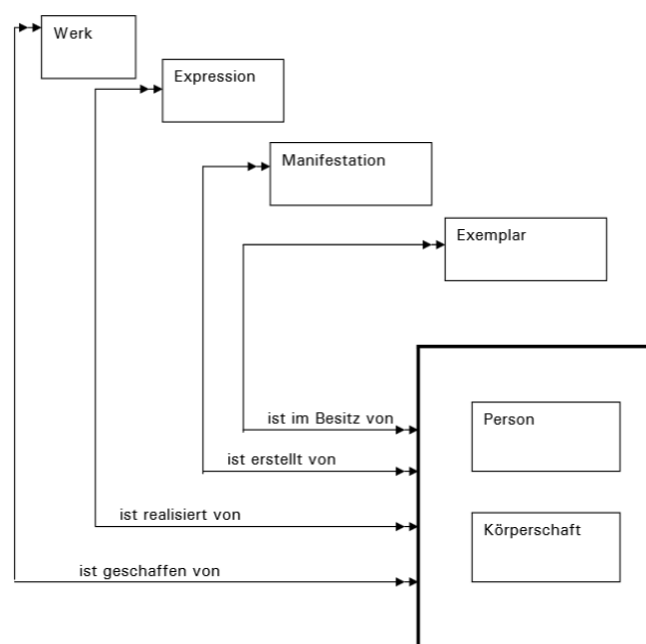 Werk
Expression
Manifestation
Exemplar
ist im Besitz von
Person
ist erstellt von
ist realisiert von
Körperschaft
ist geschaffen von